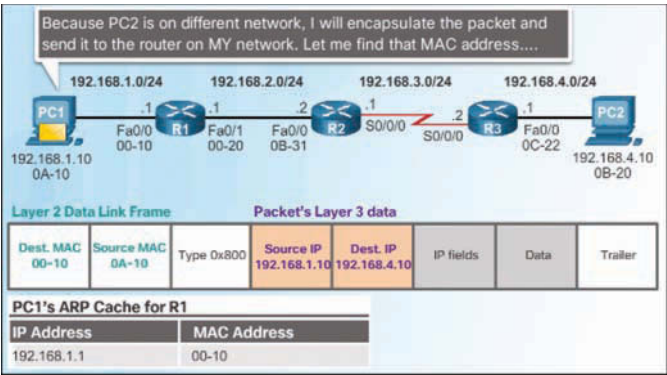 Because PC2 is on different network, I will encapsulate the packet and
send it to the router on MY network. Let me find that MAC address....
192.168.1.0/24 192.168.2.0/24 192.168.3.0/24 192.168.4.0/24
PC1 .1 R1 .1 .2 R2 .1 .2 R3 .1 PC2
Fa0/0 Fa0/1 Fa0/0 S0/0/0 S0/0/0 Fa0/0
00-10 00-20 0B-31 0C-22
192.168.1.10 192.168.4.10
0A-10 0B-20
Layer 2 Data Link Frame Packet's Layer 3 data
Dest. MAC Source MAC Type 0x800 Source IP Dest. IP IP fields Data Trailer
00-10 0A-10 192.168.1.10 192.168.4.10
PC1's ARP Cache for R1
IP Address MAC Address
192.168.1.1 00-10